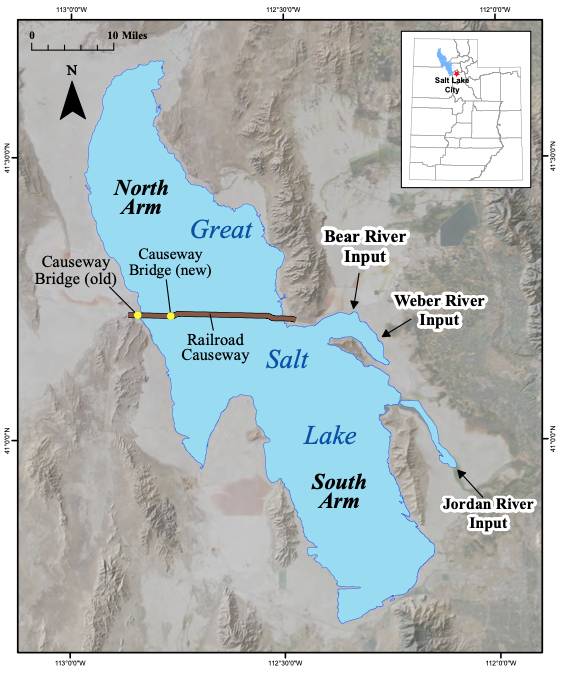 113°0'0"W
112°30'0"W
112°0'0"W
0
10 Miles
N
Salt Lake
City
41°30'0"N
41°30'0"N
North
Arm
Great
Bear River
Input
Causeway
Bridge (old)
Causeway
Bridge (new)
Weber River
Input
Railroad
Causeway
Salt
Lake
41°0'0"N
41°0'0"N
South
Arm
Jordan River
Input
113°0'0"W
112°30'0"W
112°0'0"W